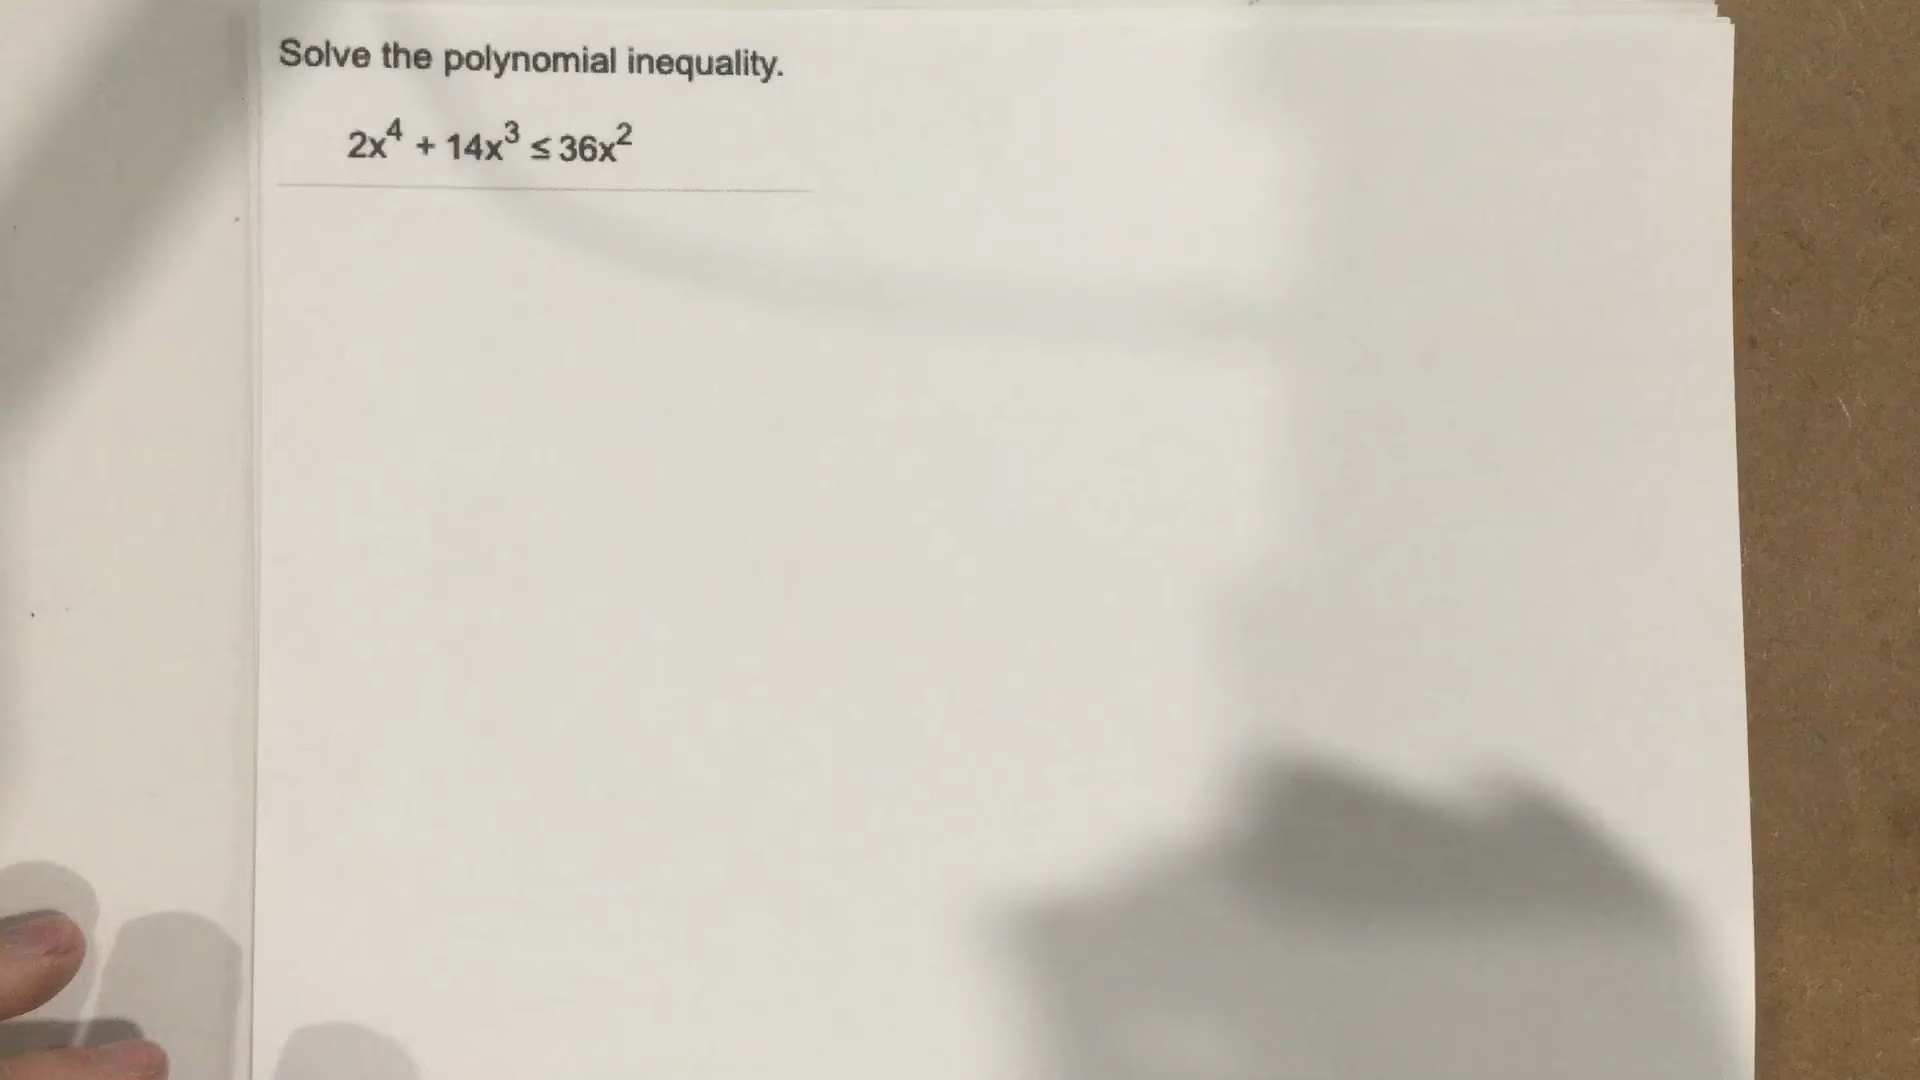 Solve the polynomial inequality.
2x⁴ + 14x³ ≤ 36x²